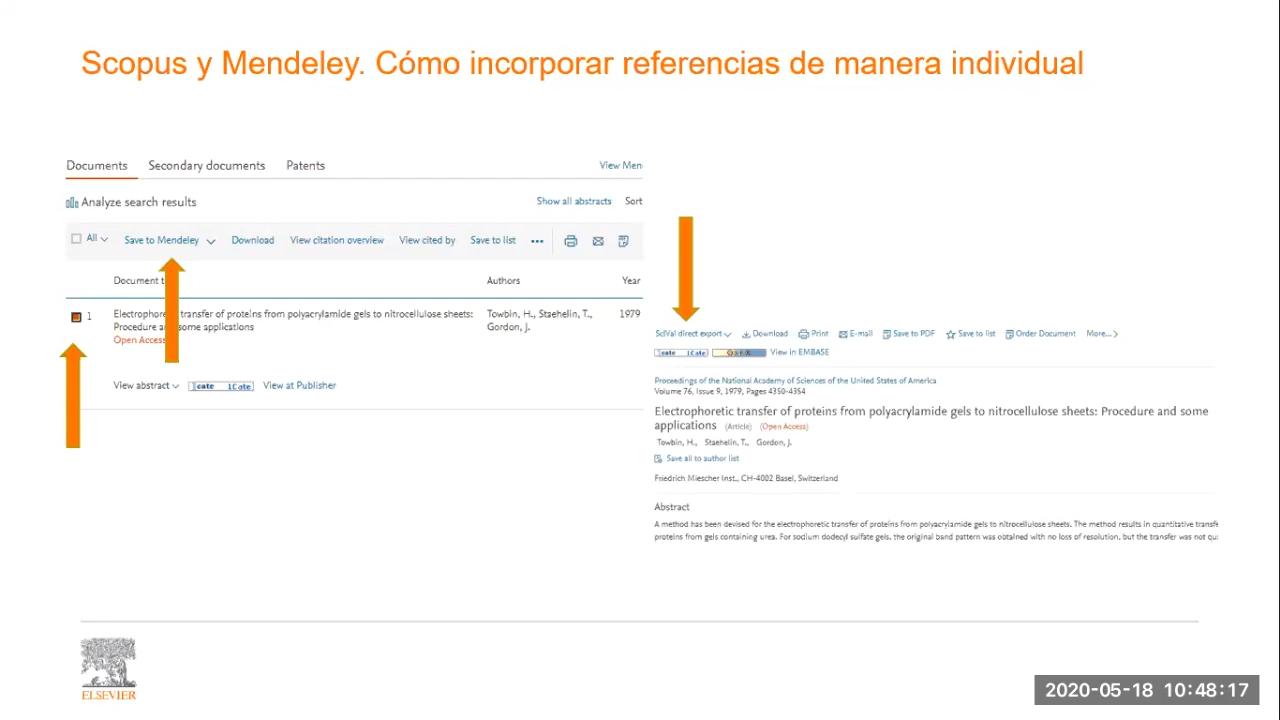 Scopus y Mendeley. Cómo incorporar referencias de manera individual
Documents Secondary documents Patents View Men
Analyze search results Show all abstracts Sort
All Save to Mendeley Download View citation overview View cited by Save to list •••
Document t Authors Year
1 Electrophoretic transfer of proteins from polyacrylamide gels to nitrocellulose sheets: Towbin, H., Staehelin, T., 1979
Procedure a some applications Gordon, J.
Open Access
View abstract View at Publisher
SciVal direct export Download Print E-mail Save to PDF Save to list Order Document More...
View in EMBASE
Proceedings of the National Academy of Sciences of the United States of America
Volume 76, Issue 9, 1979, Pages 4350-4354
Electrophoretic transfer of proteins from polyacrylamide gels to nitrocellulose sheets: Procedure and some
applications (Article) (Open Access)
Towbin, H., Staehelin, T., Gordon, J.
Save all to author list
Friedrich Miescher Inst., CH-4002 Basel, Switzerland
Abstract
A method has been devised for the electrophoretic transfer of proteins from polyacrylamide gels to nitrocellulose sheets. The method results in quantitative transfe
proteins from gels containing urea. For sodium dodecyl sulfate gels, the original band pattern was obtained with no loss of resolution, but the transfer was not qu
ELSEVIER
2020-05-18 10:48:17